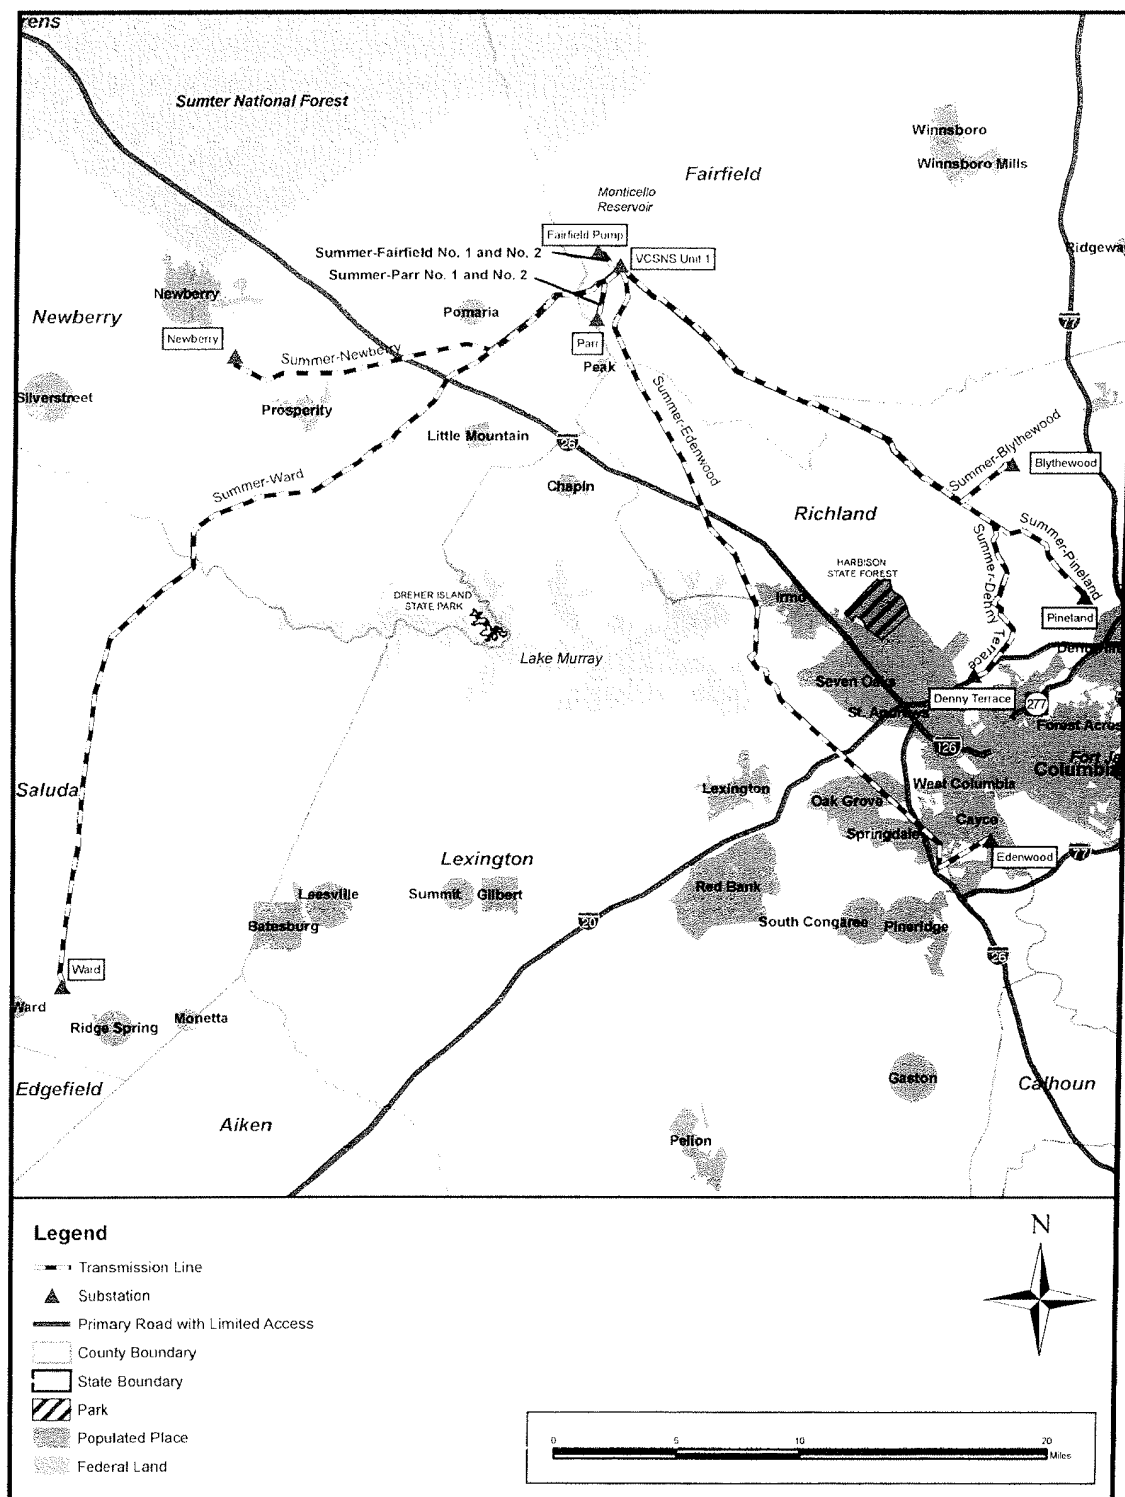 Sumter National Forest
Winnsboro
Winnsboro Mills
Fairfield
Monticello
Reservoir
Fairfield Pump
Summer-Fairfield No. 1 and No. 2
VCSNS Unit 1
Summer-Parr No. 1 and No. 2
Newberry
Pomaria
Newberry
77
Newberry
Summer-Newberry
Parr
Peak
Silverstreet
Prosperity
Summer-Edenwood
Little Mountain
26
Summer-Blythewood
Blythewood
Summer-Ward
Chapin
Richland
Summer-Pineland
Summer-Denny Terrace
HARBISON
STATE FOREST
DREHER ISLAND
STATE PARK
Irmo
Pineland
Lake Murray
Seven Oaks
Denny Terrace
277
St. Andrews
Forest Acres
126
Columbia
Saluda
Lexington
West Columbia
Oak Grove
Cayce
Springdale
Lexington
Edenwood
77
Leesville
Summit
Gilbert
Red Bank
Batesburg
20
South Congaree
Pineridge
26
Ward
Ward
Ridge Spring
Monetta
Edgefield
Gaston
Calhoun
Aiken
Pelion
Legend
Transmission Line
Substation
Primary Road with Limited Access
County Boundary
State Boundary
Park
Populated Place
Federal Land
N
0 5 10 20
Miles